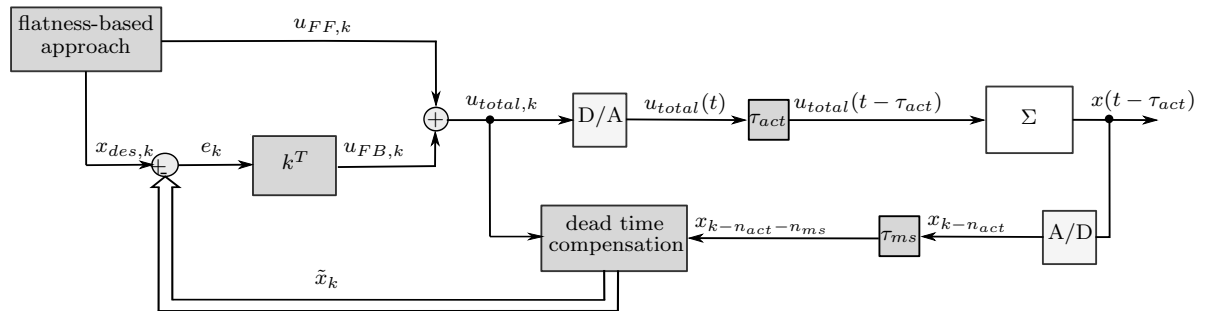 flatness-based
approach
u_{FF,k}
u_{total,k}
D/A
u_{total}(t)
τ_{act}
u_{total}(t − τ_{act})
Σ
x(t − τ_{act})
+
x_{des,k}
+
-
e_k
k^T
u_{FB,k}
dead time
compensation
x_{k−n_{act}−n_{ms}}
τ_{ms}
x_{k−n_{act}}
A/D
x̃_k